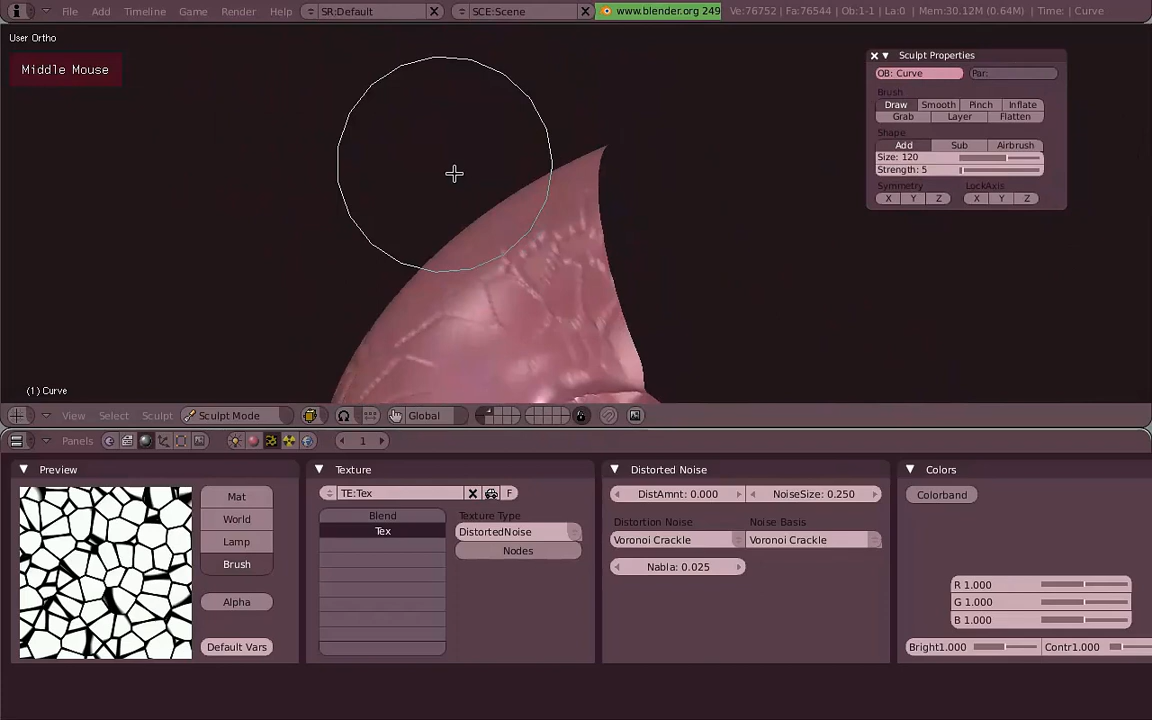 File Add Timeline Game Render Help SR:Default SCE:Scene www.blender.org 249 Ve:76752 | Fa:76544 | Ob:1-1 | La:0 | Mem:30.12M (0.64M) | Time: | Curve
User Ortho
Middle Mouse
Sculpt Properties
OB: Curve Par:
Brush
Draw Smooth Pinch Inflate
Grab Layer Flatten
Shape
Add Sub Airbrush
Size: 120
Strength: 5
Symmetry LockAxis
X Y Z X Y Z
(1) Curve
View Select Sculpt Sculpt Mode Global
Panels 1
Preview
Mat
World
Lamp
Brush
Alpha
Default Vars
Texture
TE:Tex F
Blend
Tex
Texture Type
DistortedNoise
Nodes
Distorted Noise
DistAmnt: 0.000 NoiseSize: 0.250
Distortion Noise Noise Basis
Voronoi Crackle Voronoi Crackle
Nabla: 0.025
Colors
Colorband
R 1.000
G 1.000
B 1.000
Bright1.000 Contr1.000